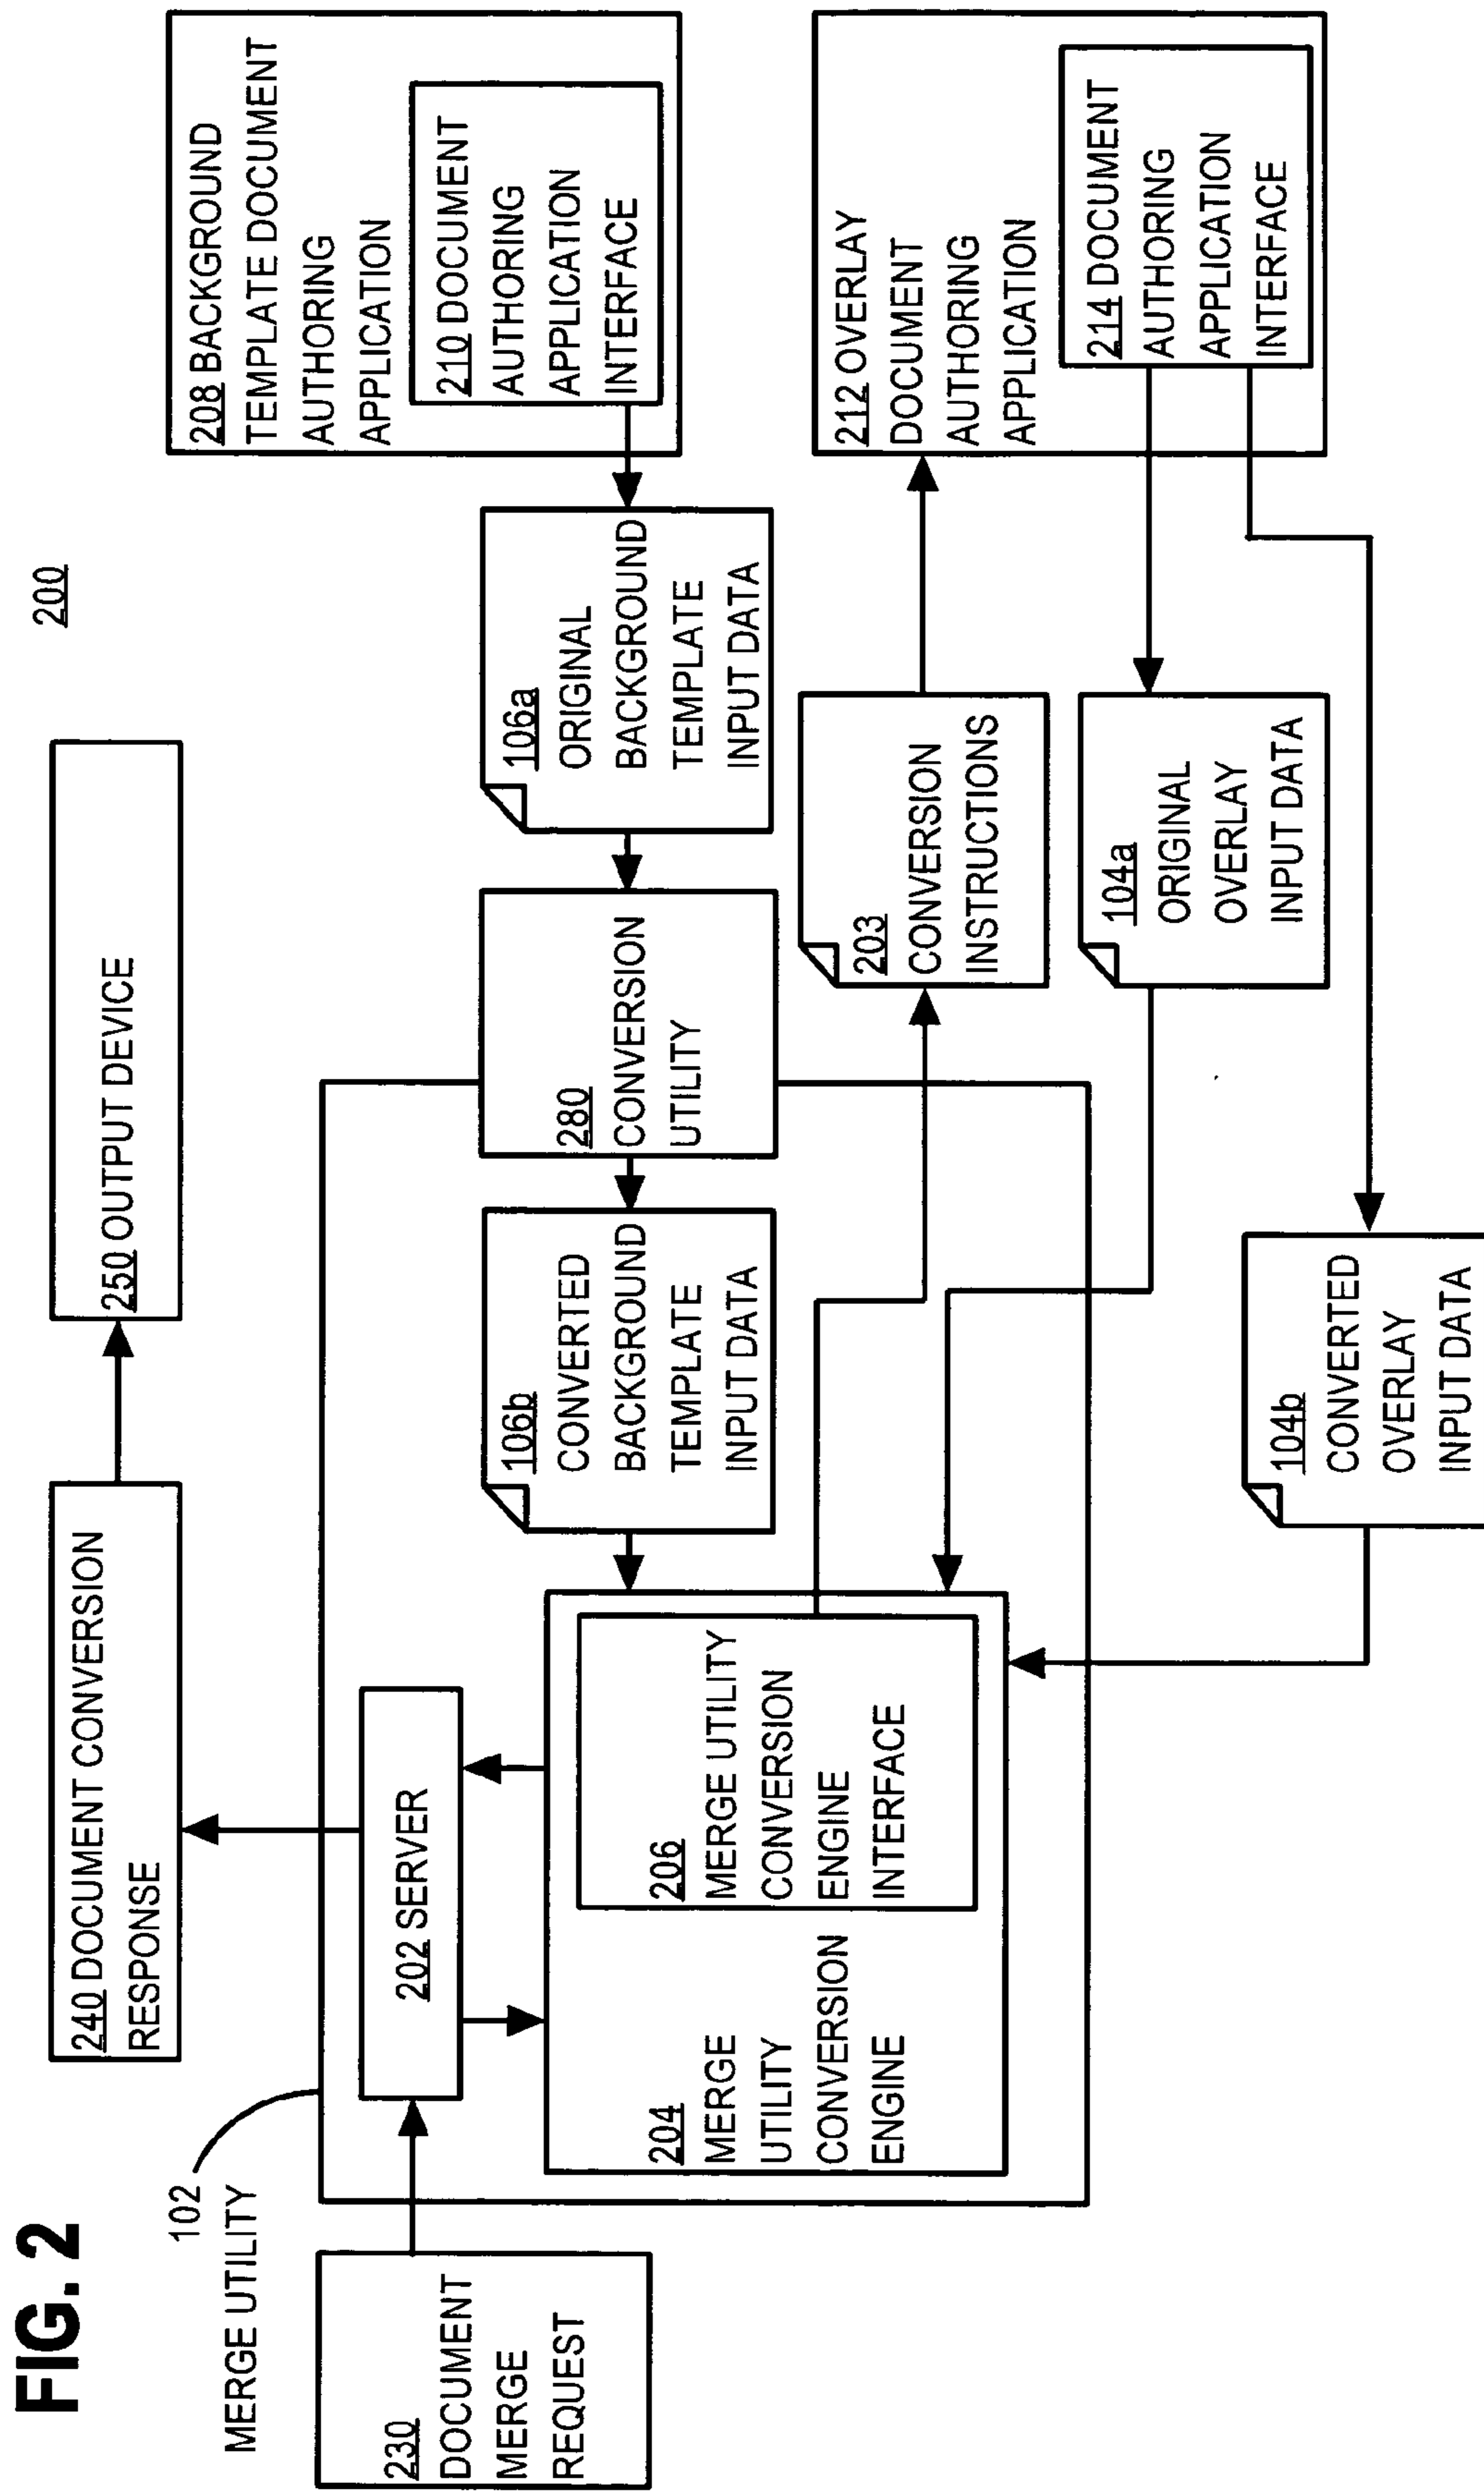 FIG. 2
200
102
MERGE UTILITY
230 DOCUMENT
MERGE
REQUEST
240 DOCUMENT CONVERSION
RESPONSE
250 OUTPUT DEVICE
202 SERVER
204 MERGE
UTILITY
CONVERSION
ENGINE
206 MERGE UTILITY
CONVERSION
ENGINE
INTERFACE
106b
CONVERTED
BACKGROUND
TEMPLATE
INPUT DATA
280
CONVERSION
UTILITY
106a
ORIGINAL
BACKGROUND
TEMPLATE
INPUT DATA
208 BACKGROUND
TEMPLATE DOCUMENT
AUTHORING
APPLICATION
210 DOCUMENT
AUTHORING
APPLICATION
INTERFACE
203
CONVERSION
INSTRUCTIONS
212 OVERLAY
DOCUMENT
AUTHORING
APPLICATION
214 DOCUMENT
AUTHORING
APPLICATION
INTERFACE
104a
ORIGINAL
OVERLAY
INPUT DATA
104b
CONVERTED
OVERLAY
INPUT DATA